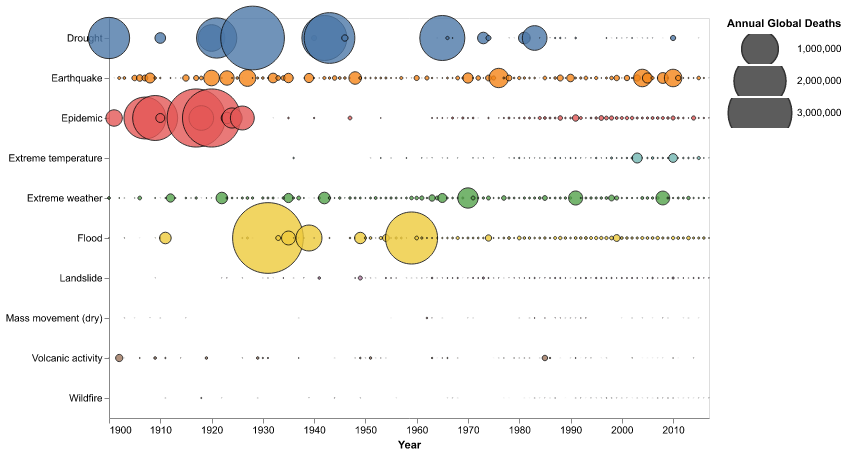 Drought
Earthquake
Epidemic
Extreme temperature
Extreme weather
Flood
Landslide
Mass movement (dry)
Volcanic activity
Wildfire
1900 1910 1920 1930 1940 1950 1960 1970 1980 1990 2000 2010
Year
Annual Global Deaths
1,000,000
2,000,000
3,000,000